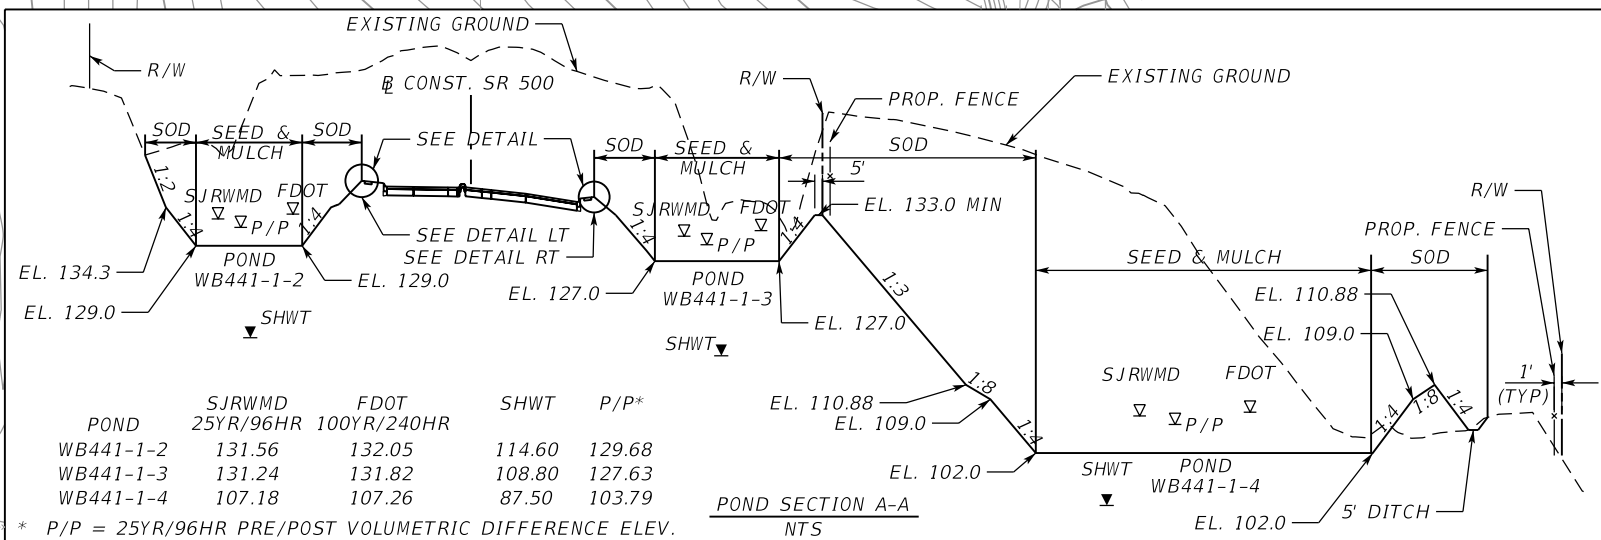 EXISTING GROUND
R/W
B CONST. SR 500
R/W
PROP. FENCE
EXISTING GROUND
SOD
SEED & MULCH
SOD
SEE DETAIL
SOD
SEED & MULCH
SOD
5'
1:2
1:4
SJRWMD
P/P
FDOT
1:4
SEE DETAIL LT
SEE DETAIL RT
1:4
SJRWMD
P/P
FDOT
1:4
EL. 133.0 MIN
R/W
PROP. FENCE
EL. 134.3
EL. 129.0
POND
WB441-1-2
EL. 129.0
SHWT
EL. 127.0
POND
WB441-1-3
EL. 127.0
SHWT
1:3
SEED & MULCH
SOD
EL. 110.88
EL. 109.0
1:8
EL. 110.88
EL. 109.0
1:4
SJRWMD
P/P
FDOT
1:4
1:8
1:4
1'
(TYP)
EL. 102.0
SHWT
POND
WB441-1-4
EL. 102.0
5' DITCH
POND SJRWMD 25YR/96HR FDOT 100YR/240HR SHWT P/P*
WB441-1-2 131.56 132.05 114.60 129.68
WB441-1-3 131.24 131.82 108.80 127.63
WB441-1-4 107.18 107.26 87.50 103.79
* P/P = 25YR/96HR PRE/POST VOLUMETRIC DIFFERENCE ELEV.
POND SECTION A-A
NTS